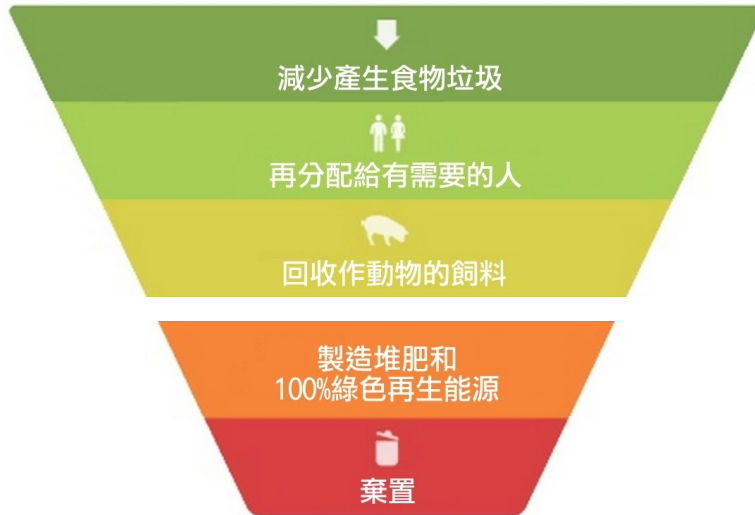 減少產生食物垃圾
再分配給有需要的人
回收作動物的飼料
製造堆肥和
100%綠色再生能源
棄置